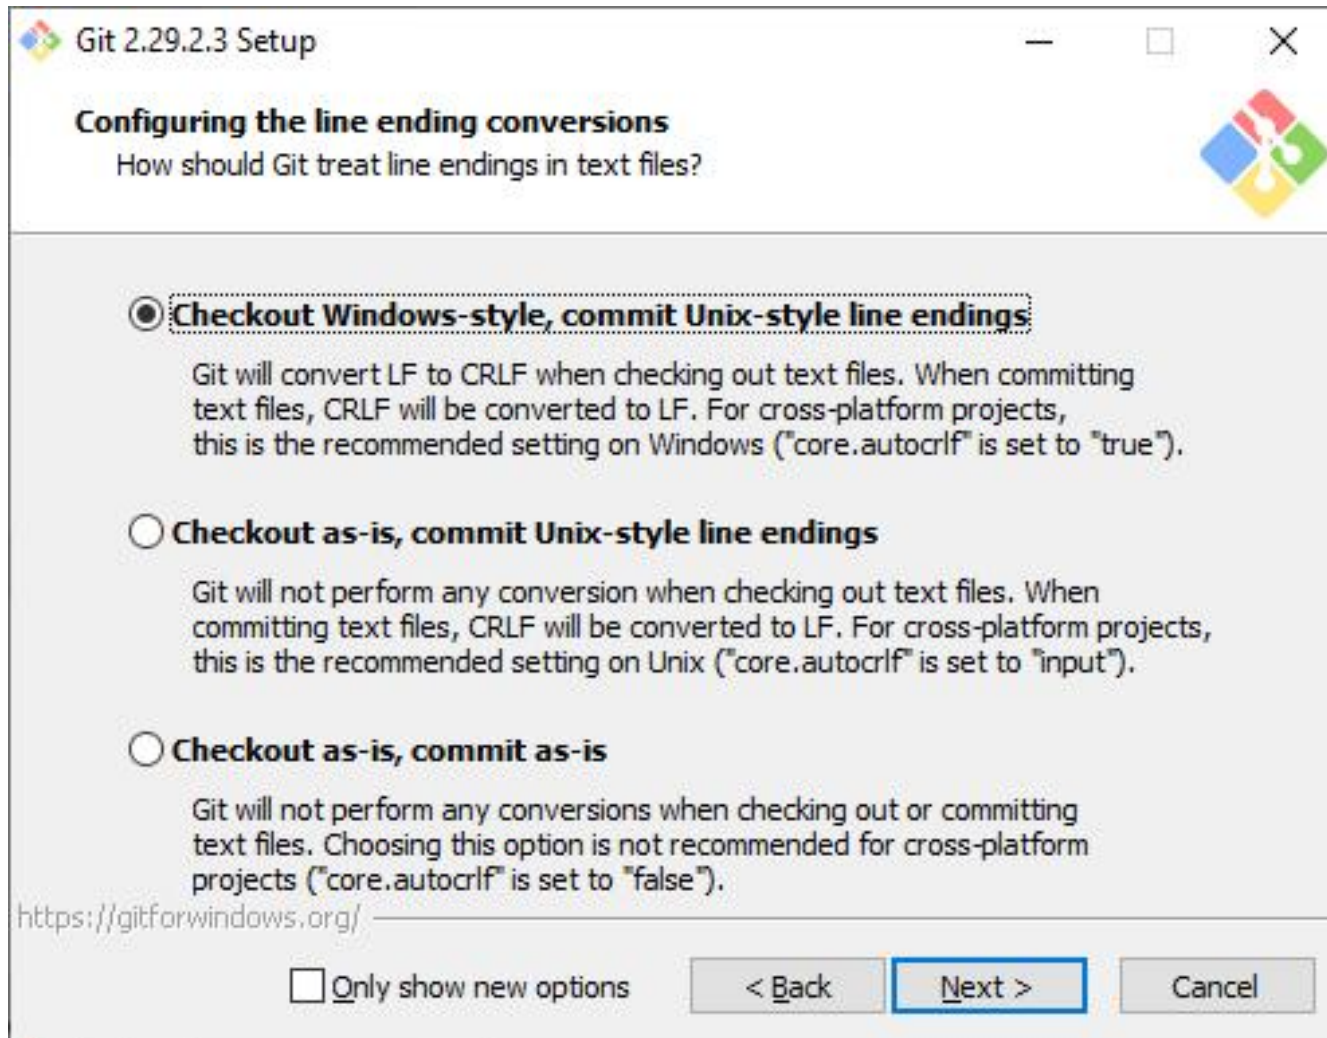 Git 2.29.2.3 Setup
Configuring the line ending conversions
How should Git treat line endings in text files?
Checkout Windows-style, commit Unix-style line endings
Git will convert LF to CRLF when checking out text files. When committing
text files, CRLF will be converted to LF. For cross-platform projects,
this is the recommended setting on Windows ("core.autocrlf" is set to "true").
Checkout as-is, commit Unix-style line endings
Git will not perform any conversion when checking out text files. When
committing text files, CRLF will be converted to LF. For cross-platform projects,
this is the recommended setting on Unix ("core.autocrlf" is set to "input").
Checkout as-is, commit as-is
Git will not perform any conversions when checking out or committing
text files. Choosing this option is not recommended for cross-platform
projects ("core.autocrlf" is set to "false").
https://gitforwindows.org/
Only show new options
< Back
Next >
Cancel